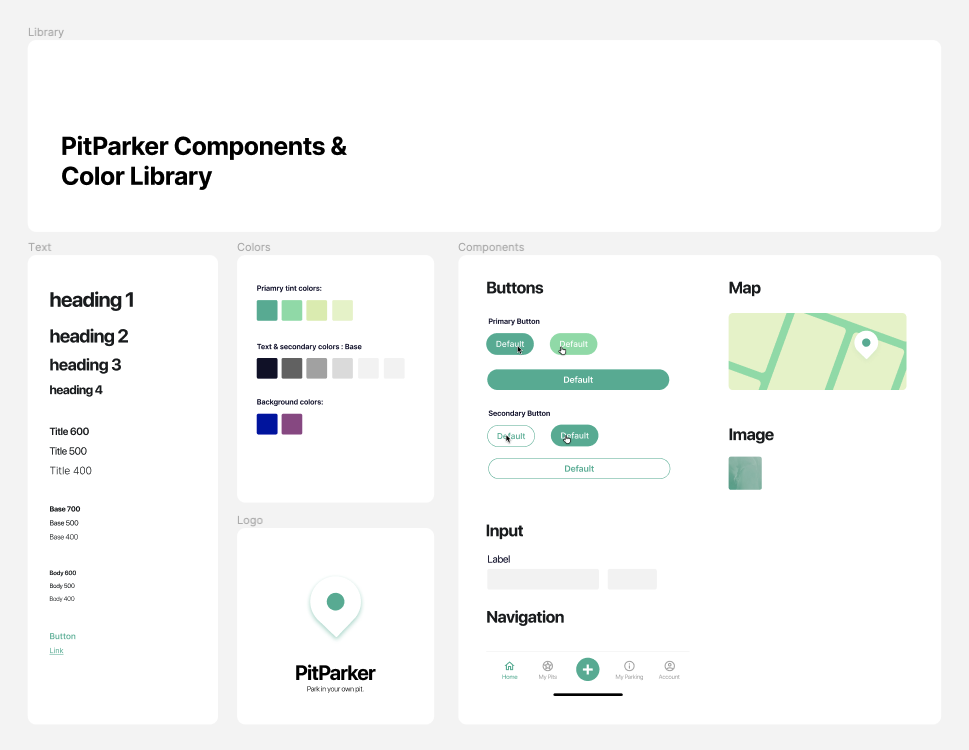 Library
PitParker Components &
Color Library
Text
heading 1
heading 2
heading 3
heading 4
Title 600
Title 500
Title 400
Base 700
Base 500
Base 400
Body 600
Body 500
Body 400
Button
Link
Colors
Priamry tint colors:
Text & secondary colors : Base
Background colors:
Logo
PitParker
Park in your own pit.
Components
Buttons
Primary Button
Default Default
Default
Secondary Button
Default Default
Default
Input
Label
Navigation
Home My Pits My Parking Account
Map
Image